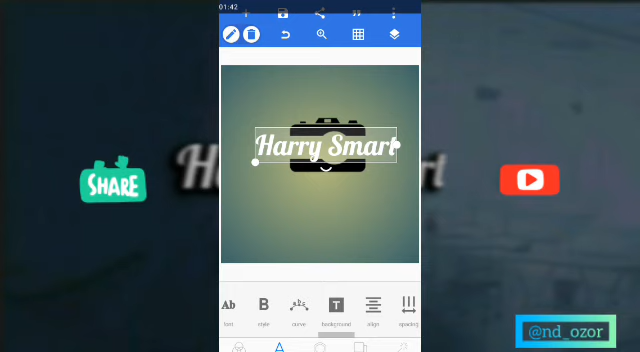 01:42
SHARE
Harry Smart
Ab
B
T
font
style
curve
background
align
spacing
A
@nd_ozor